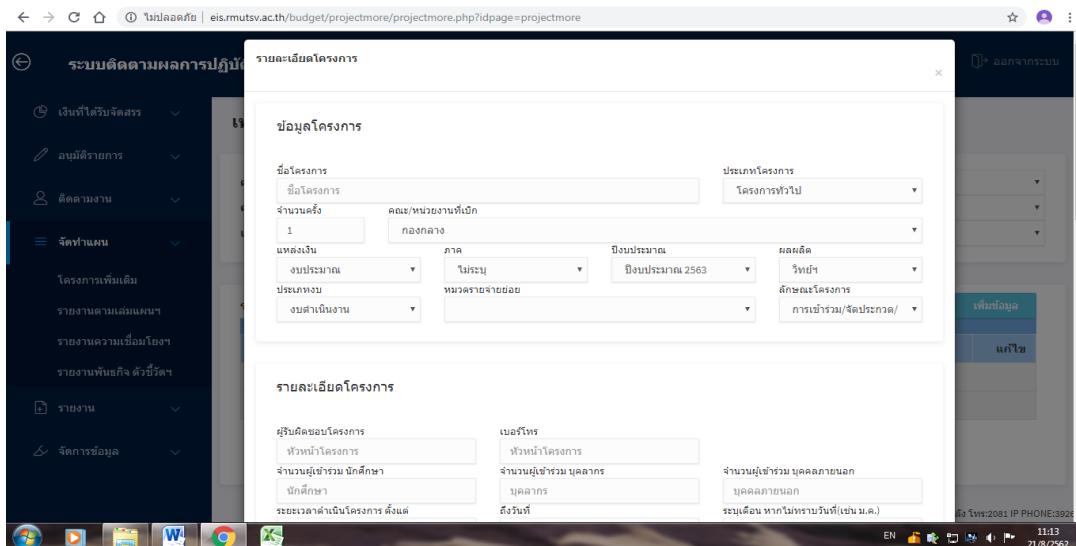 ไม่ปลอดภัย | eis.rmutsv.ac.th/budget/projectmore/projectmore.php?idpage=projectmore
ระบบติดตามผลการปฏิบั
ออกจากระบบ
เงินที่ได้รับจัดสรร
อนุมัติรายการ
ติดตามงาน
จัดทำแผน
โครงการเพิ่มเติม
รายงานตามเล่มแผนฯ
รายงานความเชื่อมโยงฯ
รายงานพันธกิจ ตัวชี้วัดฯ
รายงาน
จัดการข้อมูล
รายละเอียดโครงการ
×
ข้อมูลโครงการ
ชื่อโครงการ ประเภทโครงการ
ชื่อโครงการ โครงการทั่วไป
จำนวนครั้ง คณะ/หน่วยงานที่เบิก
1 กองกลาง
แหล่งเงิน ภาค ปีงบประมาณ ผลผลิต
งบประมาณ ไม่ระบุ ปีงบประมาณ 2563 วิทย์ฯ
ประเภทงบ หมวดรายจ่ายย่อย ลักษณะโครงการ
งบดำเนินงาน การเข้าร่วม/จัดประกวด/
รายละเอียดโครงการ
ผู้รับผิดชอบโครงการ เบอร์โทร
หัวหน้าโครงการ หัวหน้าโครงการ
จำนวนผู้เข้าร่วม นักศึกษา จำนวนผู้เข้าร่วม บุคลากร จำนวนผู้เข้าร่วม บุคคลภายนอก
นักศึกษา บุคลากร บุคคลภายนอก
ระยะเวลาดำเนินโครงการ ตั้งแต่ ถึงวันที่ ระบุเดือน หากไม่ทราบวันที่(เช่น ม.ค.)
เพิ่มข้อมูล
แก้ไข
โทร:2081 IP PHONE:3926
EN
11:13
21/8/2562